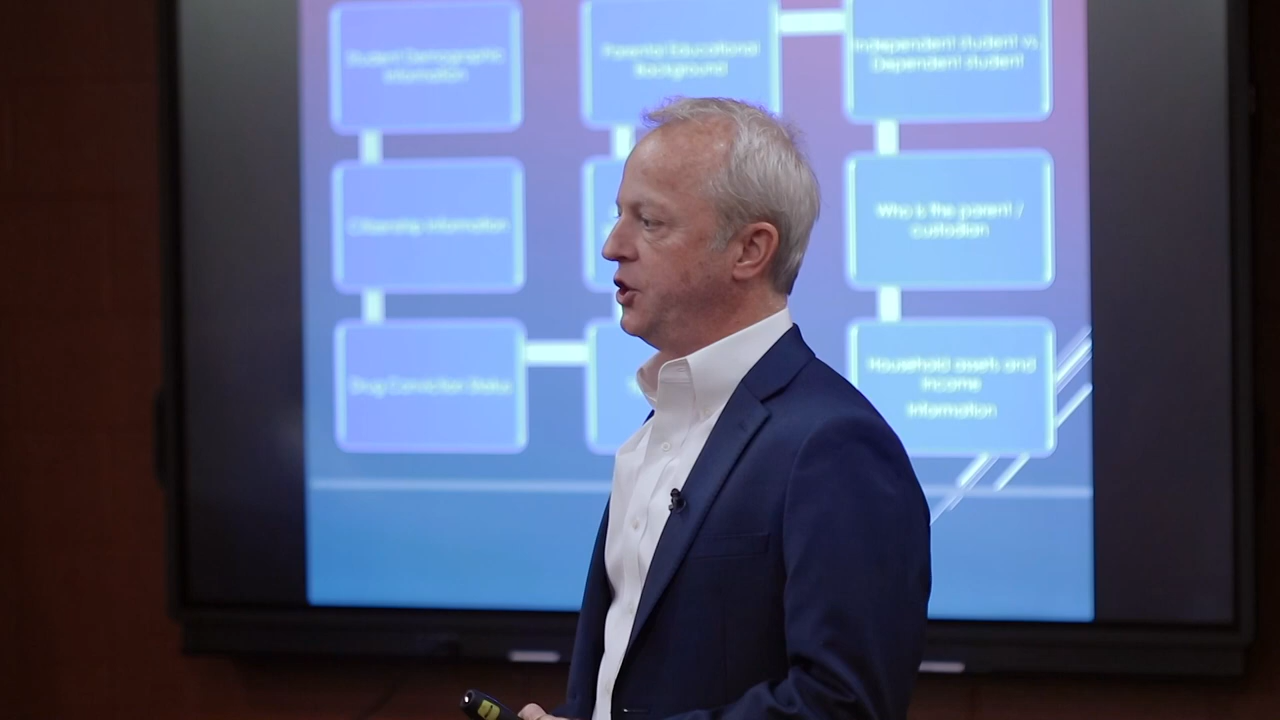 Student Demographic
Information
Parental Educational
Background
Independent student vs.
Dependent student
Citizenship Information
Who is the parent /
custodian
Drug Conviction Status
Household assets and
income
information